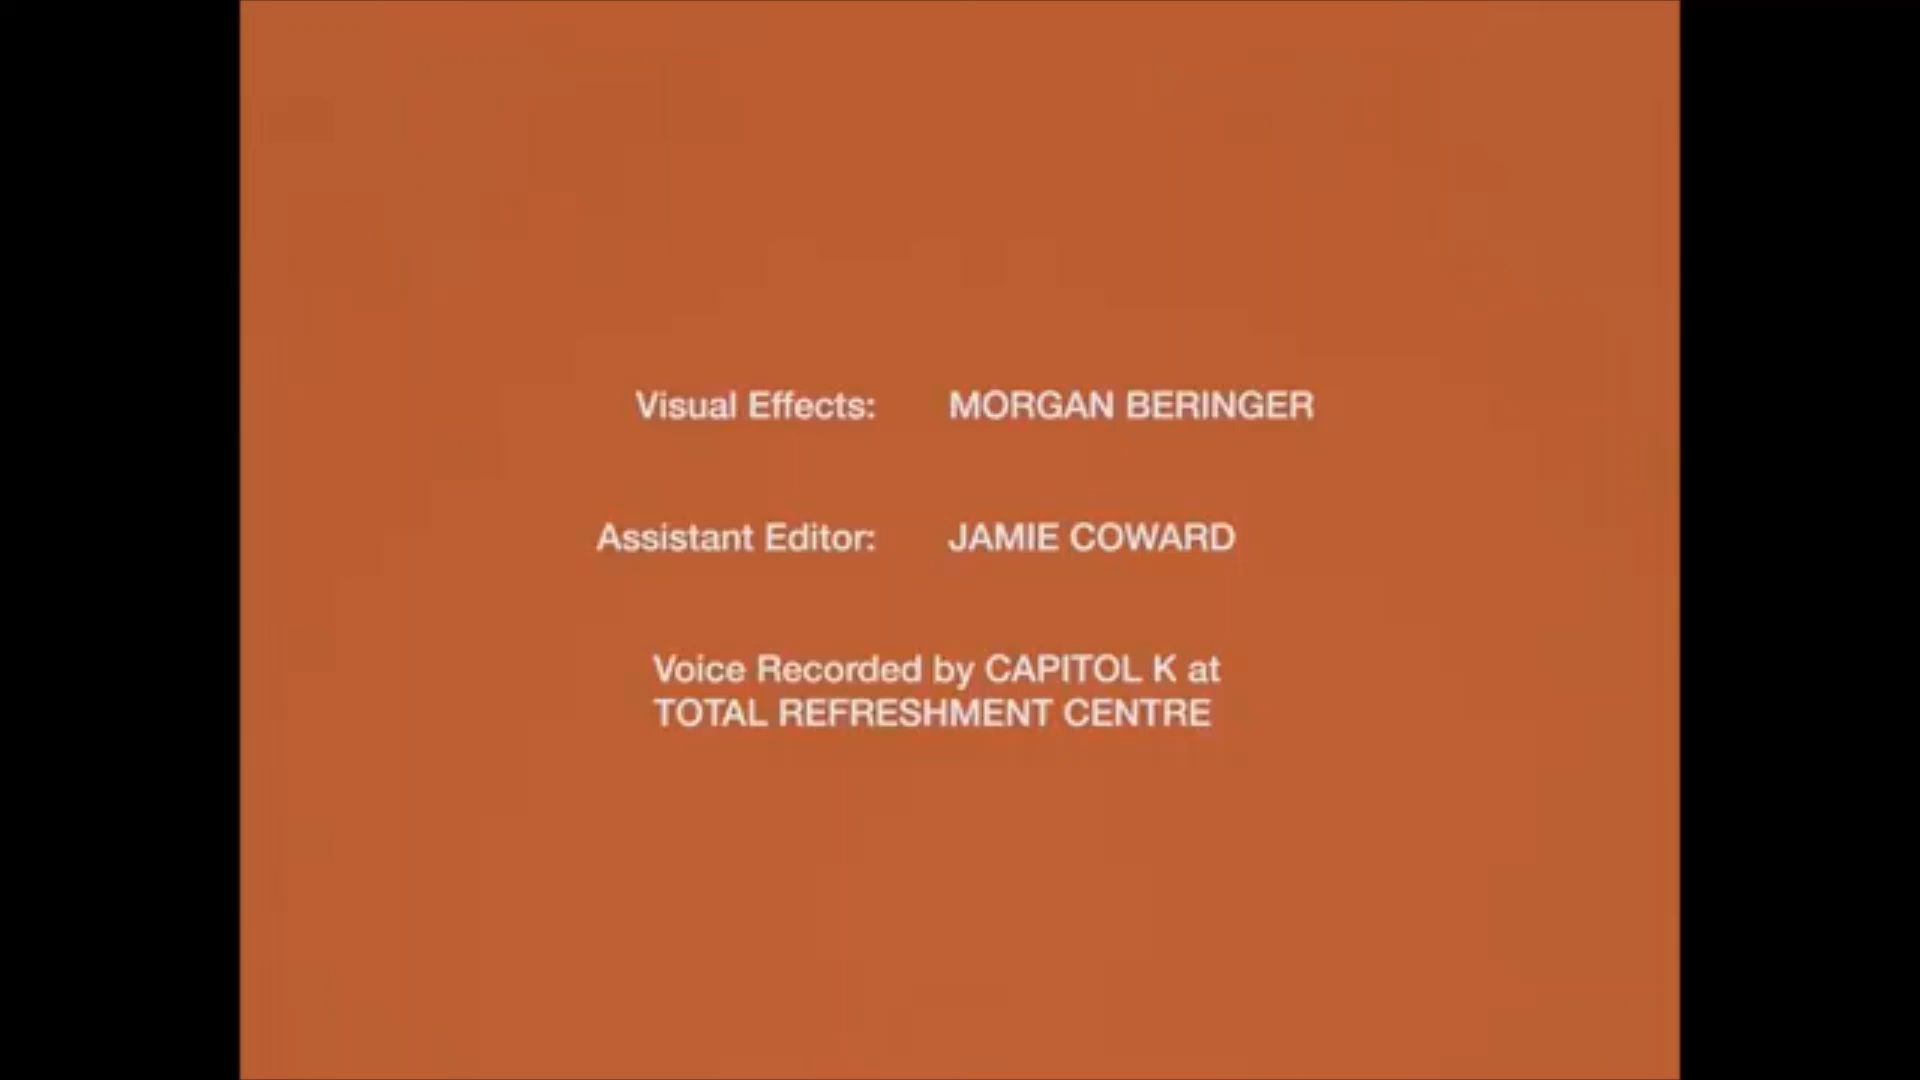 Visual Effects: MORGAN BERINGER
Assistant Editor: JAMIE COWARD
Voice Recorded by CAPITOL K at
TOTAL REFRESHMENT CENTRE